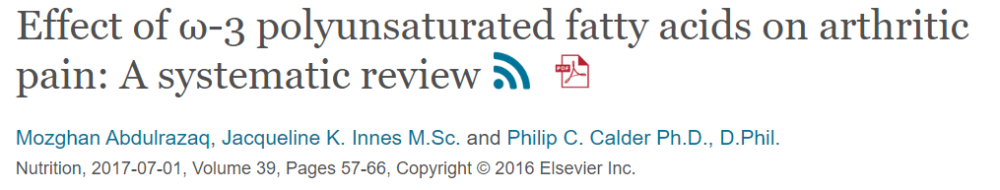 Effect of ω-3 polyunsaturated fatty acids on arthritic
pain: A systematic review PDF
Mozghan Abdulrazaq, Jacqueline K. Innes M.Sc. and Philip C. Calder Ph.D., D.Phil.
Nutrition, 2017-07-01, Volume 39, Pages 57-66, Copyright © 2016 Elsevier Inc.